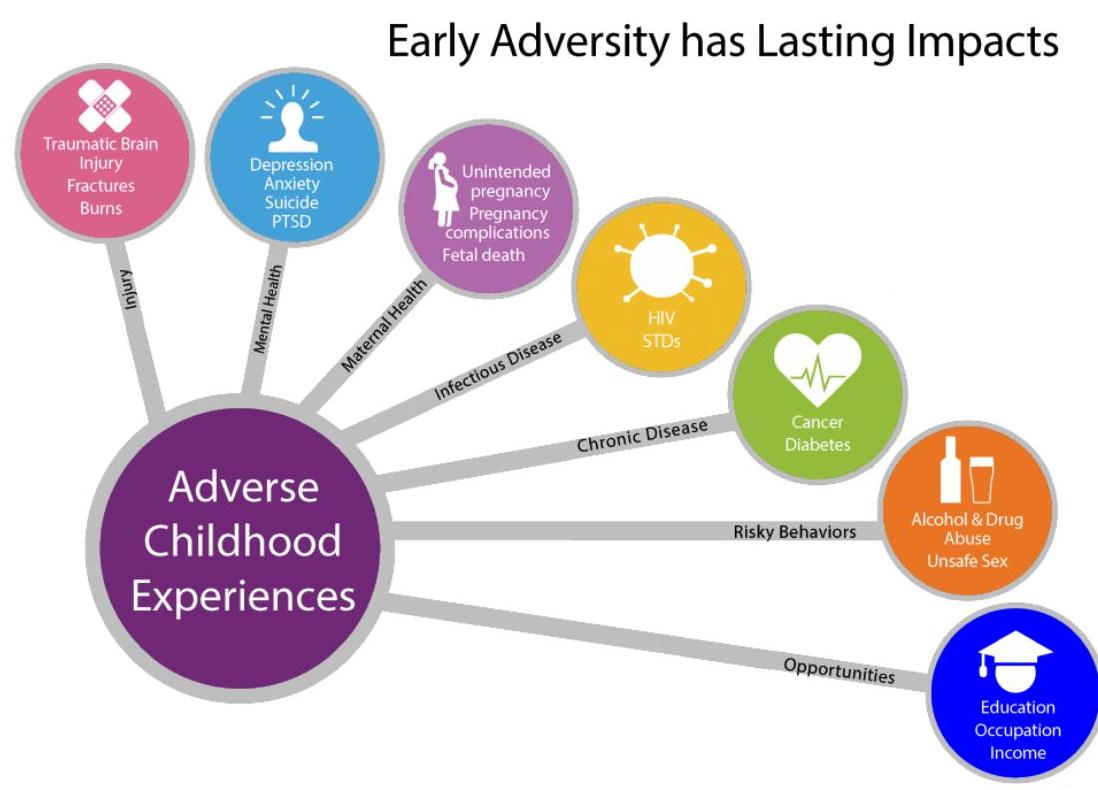 Early Adversity has Lasting Impacts
Traumatic Brain
Injury
Fractures
Burns
Injury
Depression
Anxiety
Suicide
PTSD
Mental Health
Unintended
pregnancy
Pregnancy
complications
Fetal death
Maternal Health
HIV
STDs
Infectious Disease
Cancer
Diabetes
Chronic Disease
Alcohol & Drug
Abuse
Unsafe Sex
Risky Behaviors
Education
Occupation
Income
Opportunities
Adverse
Childhood
Experiences